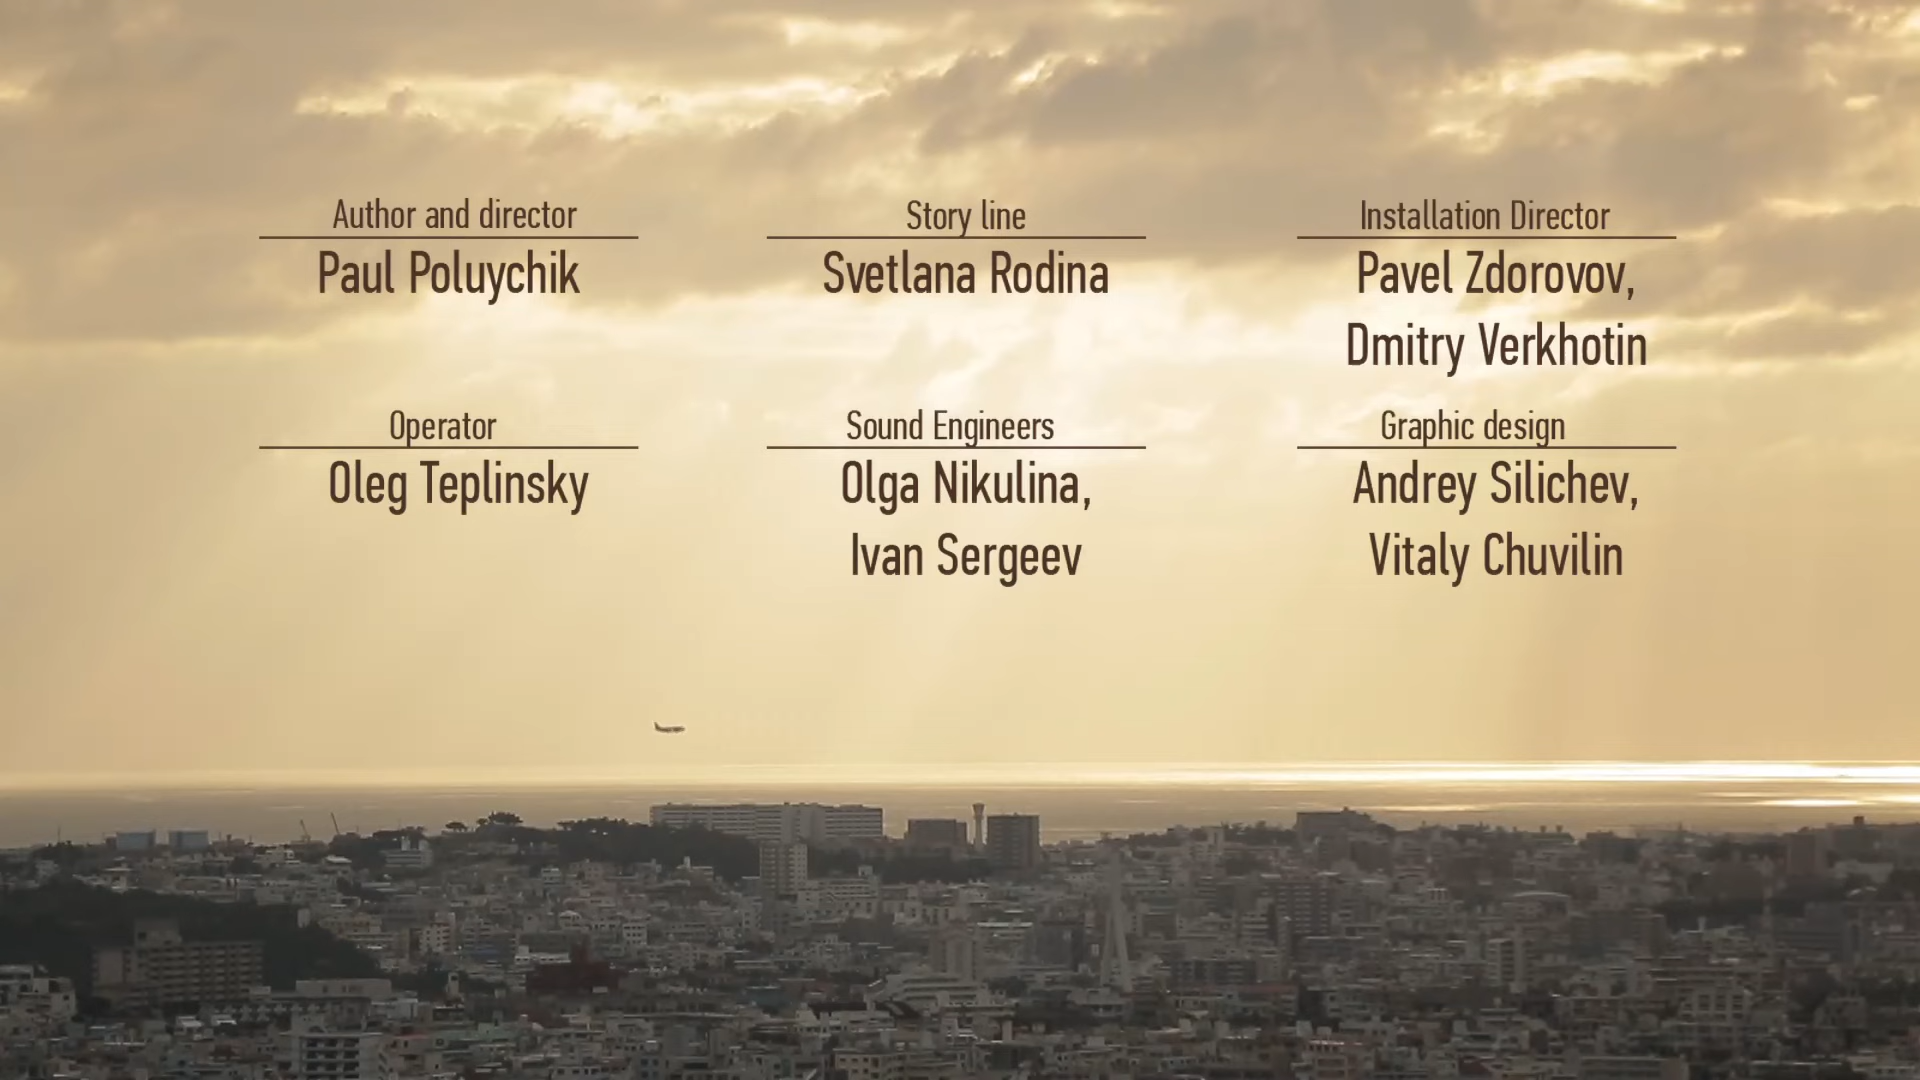 Author and director
Paul Poluychik
Story line
Svetlana Rodina
Installation Director
Pavel Zdorovov,
Dmitry Verkhotin
Operator
Oleg Teplinsky
Sound Engineers
Olga Nikulina,
Ivan Sergeev
Graphic design
Andrey Silichev,
Vitaly Chuvilin